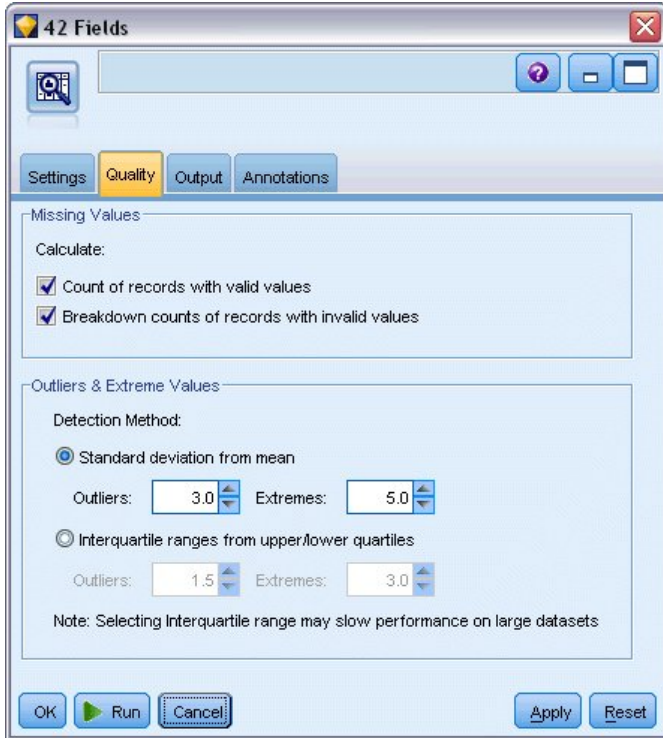 42 Fields
Settings Quality Output Annotations
Missing Values
Calculate:
Count of records with valid values
Breakdown counts of records with invalid values
Outliers & Extreme Values
Detection Method:
Standard deviation from mean
Outliers: 3.0 Extremes: 5.0
Interquartile ranges from upper/lower quartiles
Outliers: 1.5 Extremes: 3.0
Note: Selecting Interquartile range may slow performance on large datasets
OK Run Cancel Apply Reset